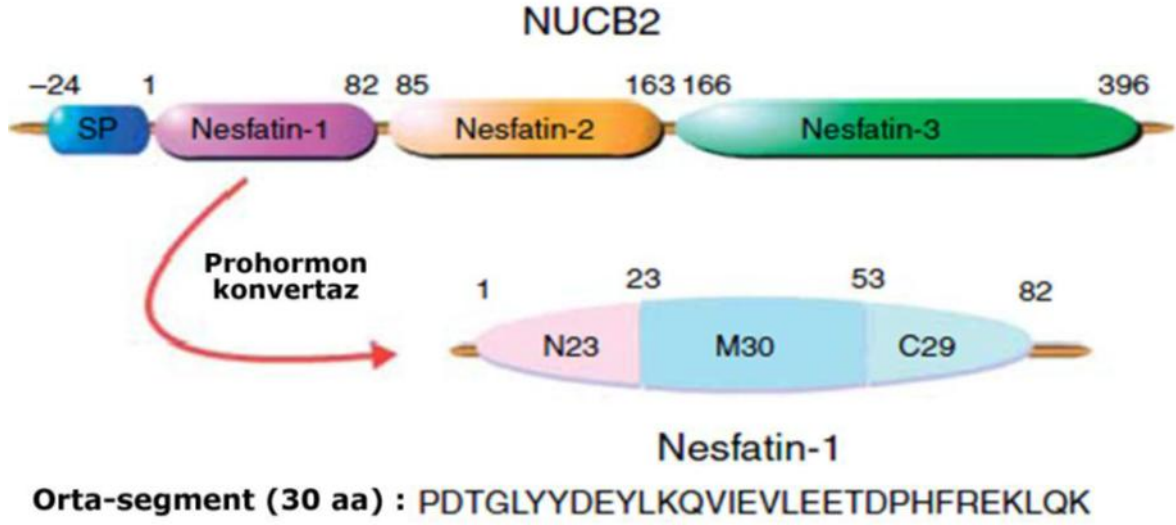 NUCB2
–24 1 82 85 163 166 396
SP Nesfatin-1 Nesfatin-2 Nesfatin-3
Prohormon
konvertaz
1 23 53 82
N23 M30 C29
Nesfatin-1
Orta-segment (30 aa) : PDTGLYYDEYLKQVIEVLEETDPHFREKLQK